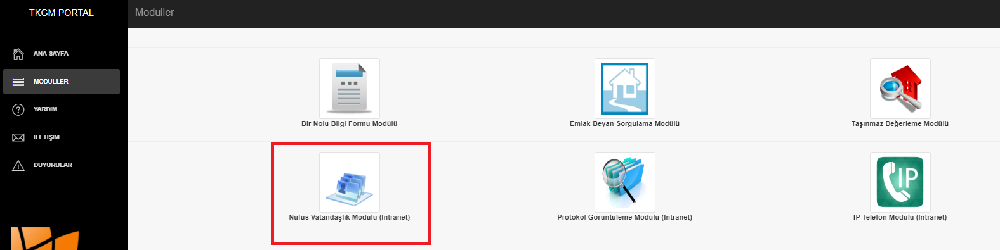 TKGM PORTAL
Modüller
ANA SAYFA
MODÜLLER
YARDIM
İLETİŞIM
DUYURULAR
Bir Nolu Bilgi Formu Modülü
Emlak Beyan Sorgulama Modülü
Taşınmaz Değerleme Modülü
Nüfus Vatandaşlık Modülü (Intranet)
Protokol Görüntüleme Modülü (Intranet)
IP
IP Telefon Modülü (Intranet)